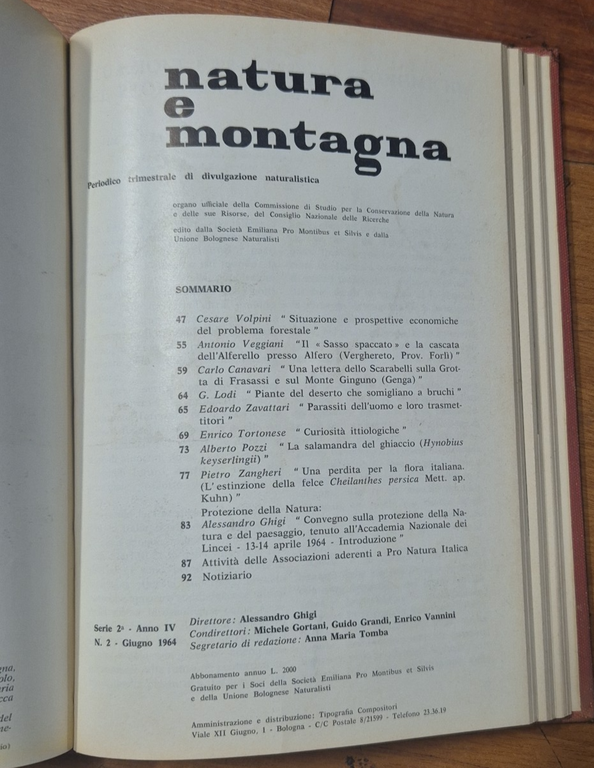 natura
e
montagna
Periodico trimestrale di divulgazione naturalistica
organo ufficiale della Commissione di Studio per la Conservazione della Natura
e delle sue Risorse, del Consiglio Nazionale delle Ricerche
edito dalla Società Emiliana Pro Montibus et Silvis e dalla
Unione Bolognese Naturalisti
SOMMARIO
47 Cesare Volpini " Situazione e prospettive economiche
del problema forestale "
55 Antonio Veggiani "Il « Sasso spaccato » e la cascata
dell'Alferello presso Alfero (Verghereto, Prov. Forlì) "
59 Carlo Canavari " Una lettera dello Scarabelli sulla Grot-
ta di Frasassi e sul Monte Ginguno (Genga) "
64 G. Lodi " Piante del deserto che somigliano a bruchi "
65 Edoardo Zavattari " Parassiti dell'uomo e loro trasmet-
titori "
69 Enrico Tortonese " Curiosità ittiologiche "
73 Alberto Pozzi " La salamandra del ghiaccio (Hynobius
keyserlingii) "
77 Pietro Zangheri " Una perdita per la flora italiana.
(L'estinzione della felce Cheilanthes persica Mett. ap.
Kuhn) "
Protezione della Natura:
83 Alessandro Ghigi " Convegno sulla protezione della Na-
tura e del paesaggio, tenuto all'Accademia Nazionale dei
Lincei - 13-14 aprile 1964 - Introduzione "
87 Attività delle Associazioni aderenti a Pro Natura Italica
92 Notiziario
Serie 2ª - Anno IV
N. 2 - Giugno 1964
Direttore: Alessandro Ghigi
Condirettori: Michele Gortani, Guido Grandi, Enrico Vannini
Segretario di redazione: Anna Maria Tomba
Abbonamento annuo L. 2000
Gratuito per i Soci della Società Emiliana Pro Montibus et Silvis
e della Unione Bolognese Naturalisti
Amministrazione e distribuzione: Tipografia Compositori
Viale XII Giugno, 1 - Bologna - C/C Postale 8/21599 - Telefono 23.36.19